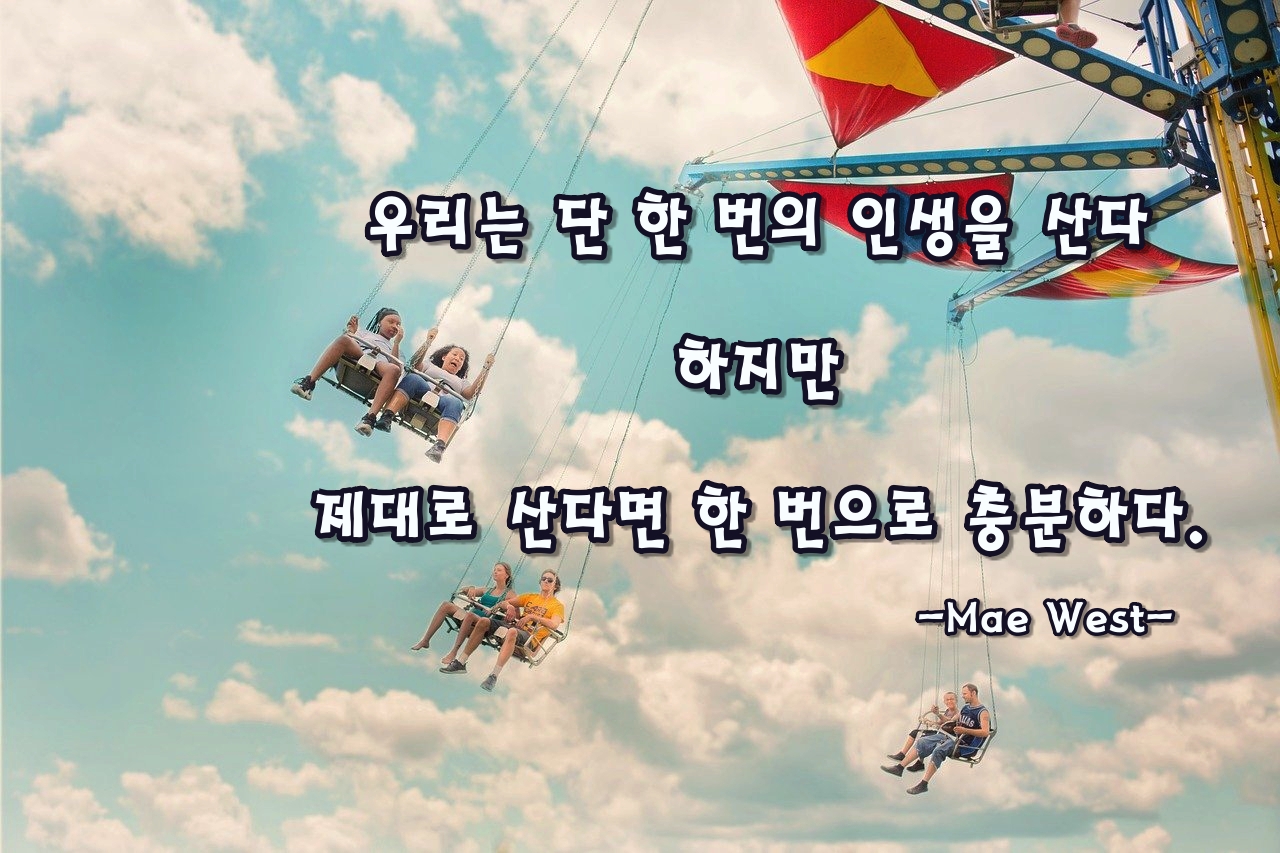 우리는 단 한 번의 인생을 산다
하지만
제대로 산다면 한 번으로 충분하다.
-Mae West-